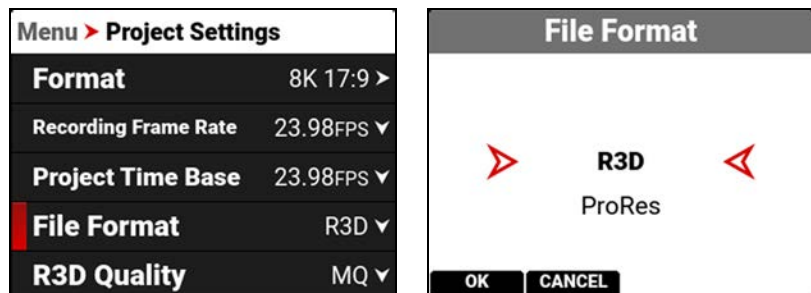 Menu > Project Settings
Format 8K 17:9 >
Recording Frame Rate 23.98FPS
Project Time Base 23.98FPS
File Format R3D
R3D Quality MQ
File Format
R3D
ProRes
OK CANCEL